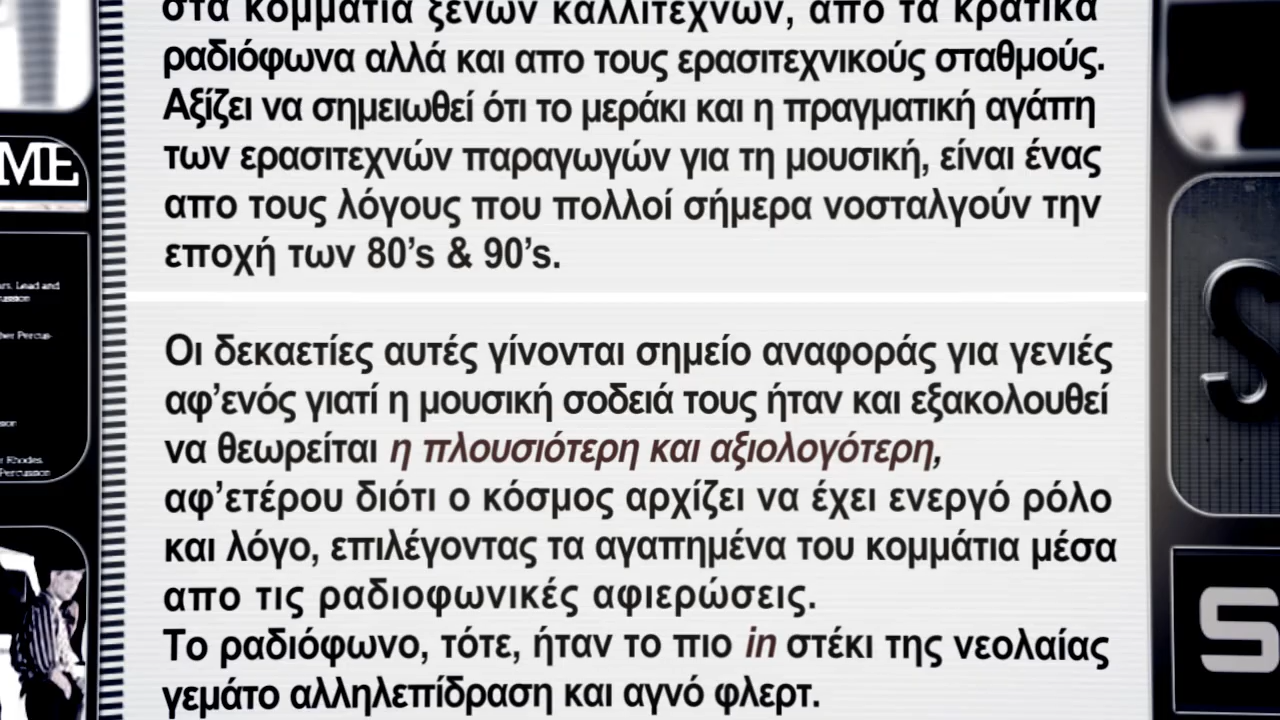 στα κομμάτια ξένων καλλιτεχνών, απο τα κρατικά
ραδιόφωνα αλλά και απο τους ερασιτεχνικούς σταθμούς.
Αξίζει να σημειωθεί ότι το μεράκι και η πραγματική αγάπη
των ερασιτεχνών παραγωγών για τη μουσική, είναι ένας
απο τους λόγους που πολλοί σήμερα νοσταλγούν την
εποχή των 80’s & 90’s.
Οι δεκαετίες αυτές γίνονται σημείο αναφοράς για γενιές
αφ’ενός γιατί η μουσική σοδειά τους ήταν και εξακολουθεί
να θεωρείται η πλουσιότερη και αξιολογότερη,
αφ’ετέρου διότι ο κόσμος αρχίζει να έχει ενεργό ρόλο
και λόγο, επιλέγοντας τα αγαπημένα του κομμάτια μέσα
απο τις ραδιοφωνικές αφιερώσεις.
Το ραδιόφωνο, τότε, ήταν το πιο in στέκι της νεολαίας
γεμάτο αλληλεπίδραση και αγνό φλερτ.
ME
Lead and
Rhodes
Percussion
S
S